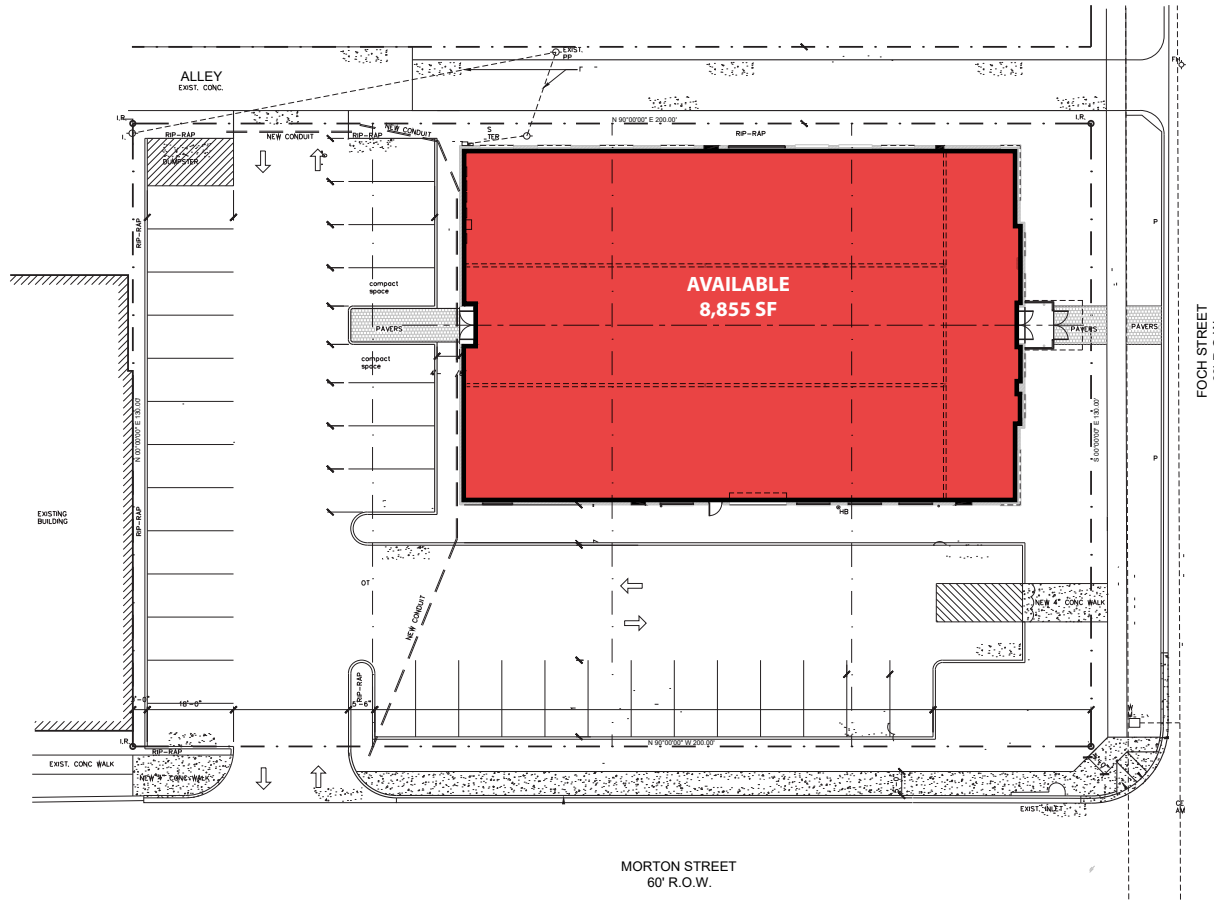 EXIST.
PP
ALLEY
EXIST. CONC.
I.R.
N 90°00'00" E 200.00'
I.R.
RIP-RAP
NEW CONDUIT
RIP-RAP
NEW CONDUIT
RIP-RAP
DUMPSTER
RIP-RAP
P
compact
space
AVAILABLE
8,855 SF
PAVERS
PAVERS
PAVERS
FOCH STREET
compact
space
N 00°00'00" E 130.00'
S 00°00'00" E 130.00'
P
EXISTING
BUILDING
RIP-RAP
HB
OT
NEW CONDUIT
NEW 4" CONC WALK
RIP-RAP
18'-0"
5'-6"
I.R.
N 90°00'00" W 200.00'
RIP-RAP
EXIST. CONC WALK
NEW 4" CONC WALK
EXIST. INLET
MORTON STREET
60' R.O.W.